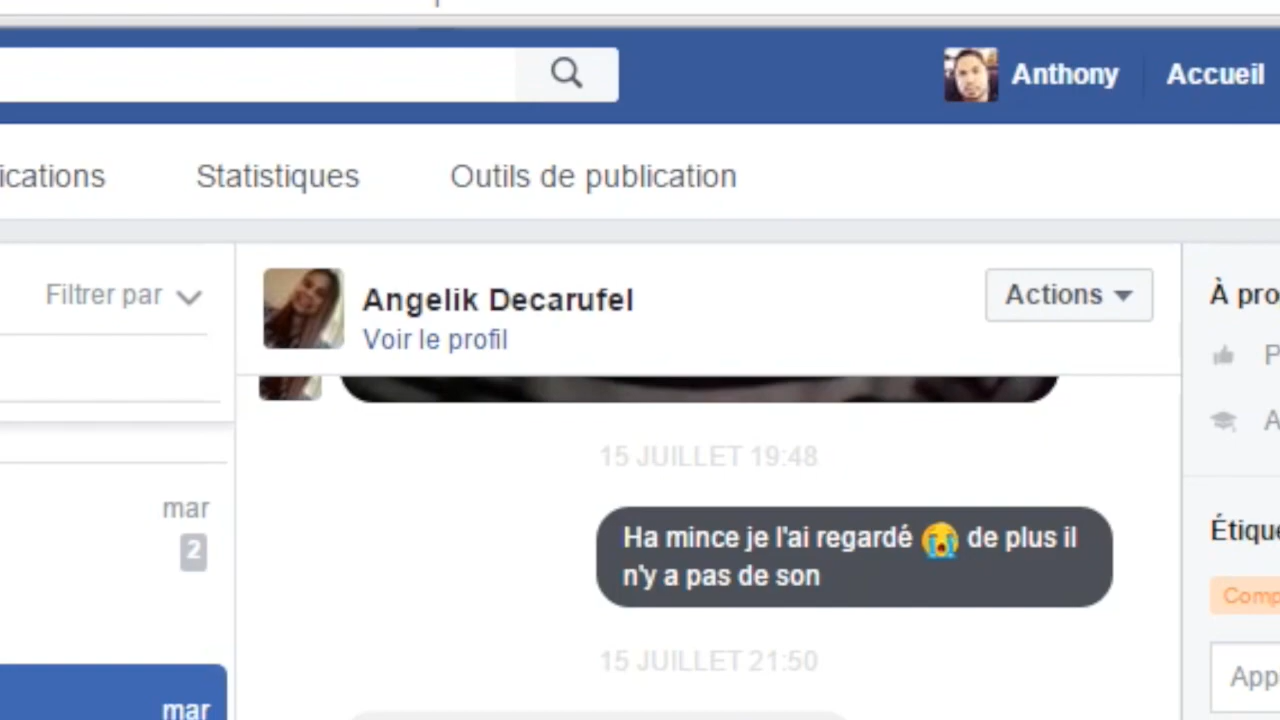 Anthony
Accueil
ications
Statistiques
Outils de publication
Filtrer par
Angelik Decarufel
Voir le profil
Actions
À pro
P
A
15 JUILLET 19:48
mar
2
Ha mince je l'ai regardé 😭 de plus il
n'y a pas de son
Étique
Comp
15 JUILLET 21:50
App
mar